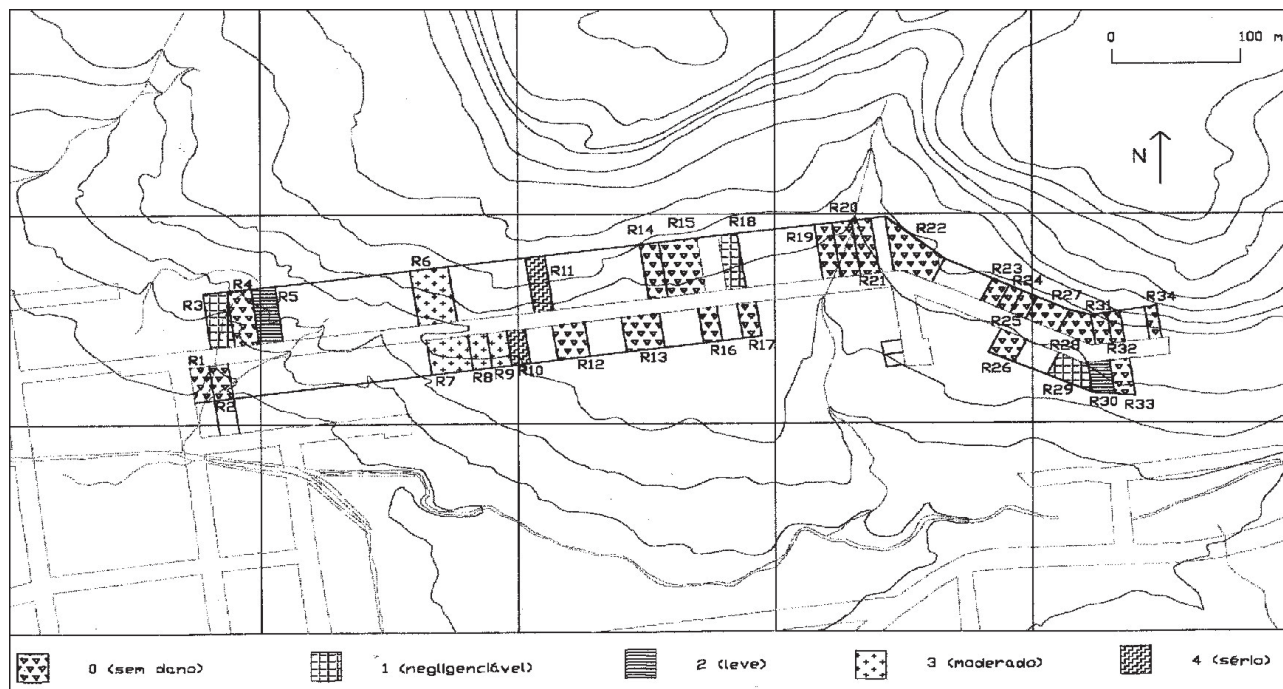 0 100 m
N
R20
R18
R14 R15
R19 R22
R6 R11 R21
R23
R24
R4 R27
R3 R5 R31 R34
R25
R1 R28 R32
R12 R13 R16 R17
R26
R7 R8 R9 R10
R29 R30
R2 R33
0 (sem dano) 1 (negligenciável) 2 (leve) 3 (moderado) 4 (sério)